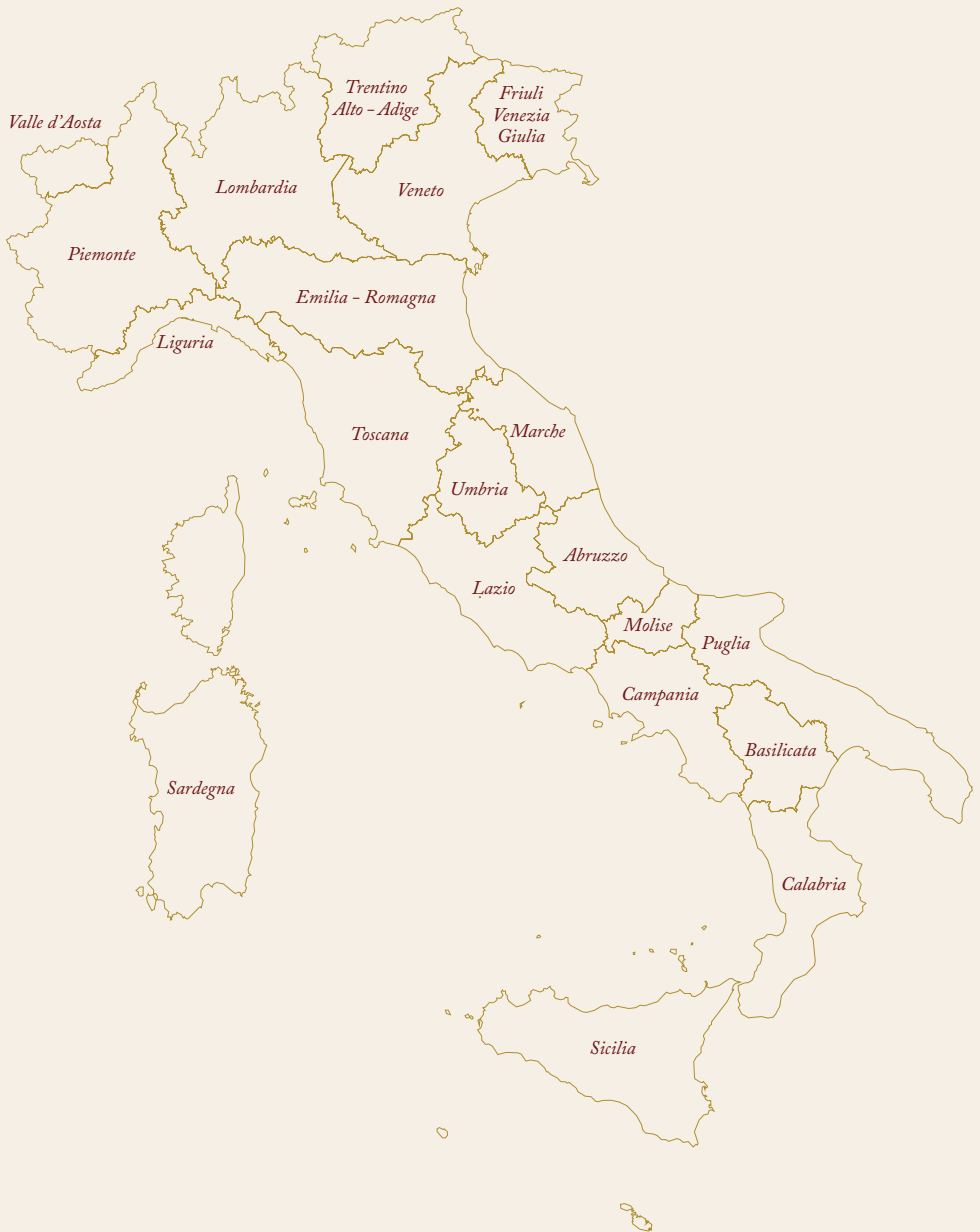 Trentino
Alto - Adige
Friuli
Venezia
Giulia
Valle d'Aosta
Lombardia
Veneto
Piemonte
Emilia - Romagna
Liguria
Toscana
Marche
Umbria
Abruzzo
Lazio
Molise
Puglia
Campania
Basilicata
Sardegna
Calabria
Sicilia